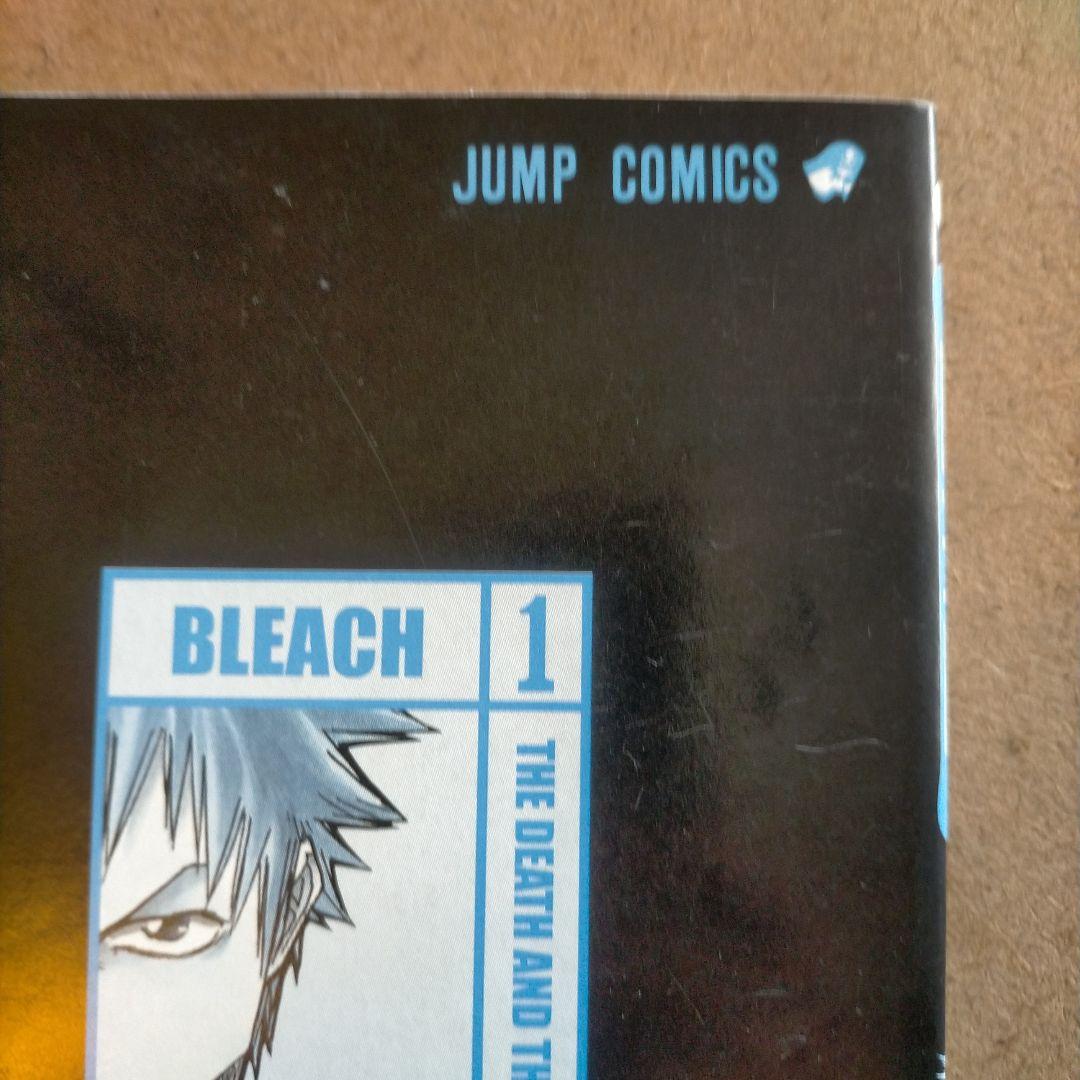 JUMP COMICS
BLEACH
1
THE DEATH AND TH